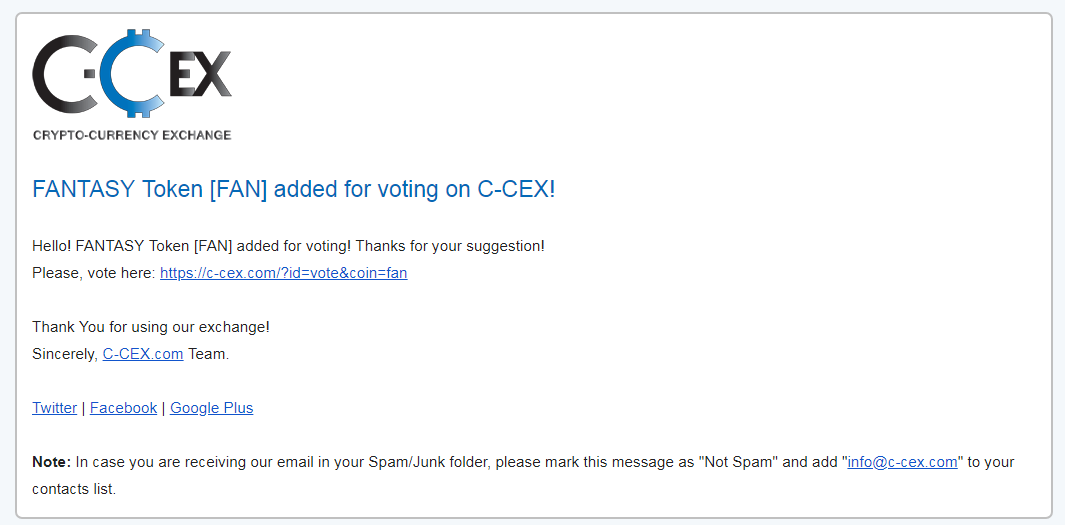 C-CEX
CRYPTO-CURRENCY EXCHANGE
FANTASY Token [FAN] added for voting on C-CEX!
Hello! FANTASY Token [FAN] added for voting! Thanks for your suggestion!
Please, vote here: https://c-cex.com/?id=vote&coin=fan
Thank You for using our exchange!
Sincerely, C-CEX.com Team.
Twitter | Facebook | Google Plus
Note: In case you are receiving our email in your Spam/Junk folder, please mark this message as "Not Spam" and add "info@c-cex.com" to your
contacts list.